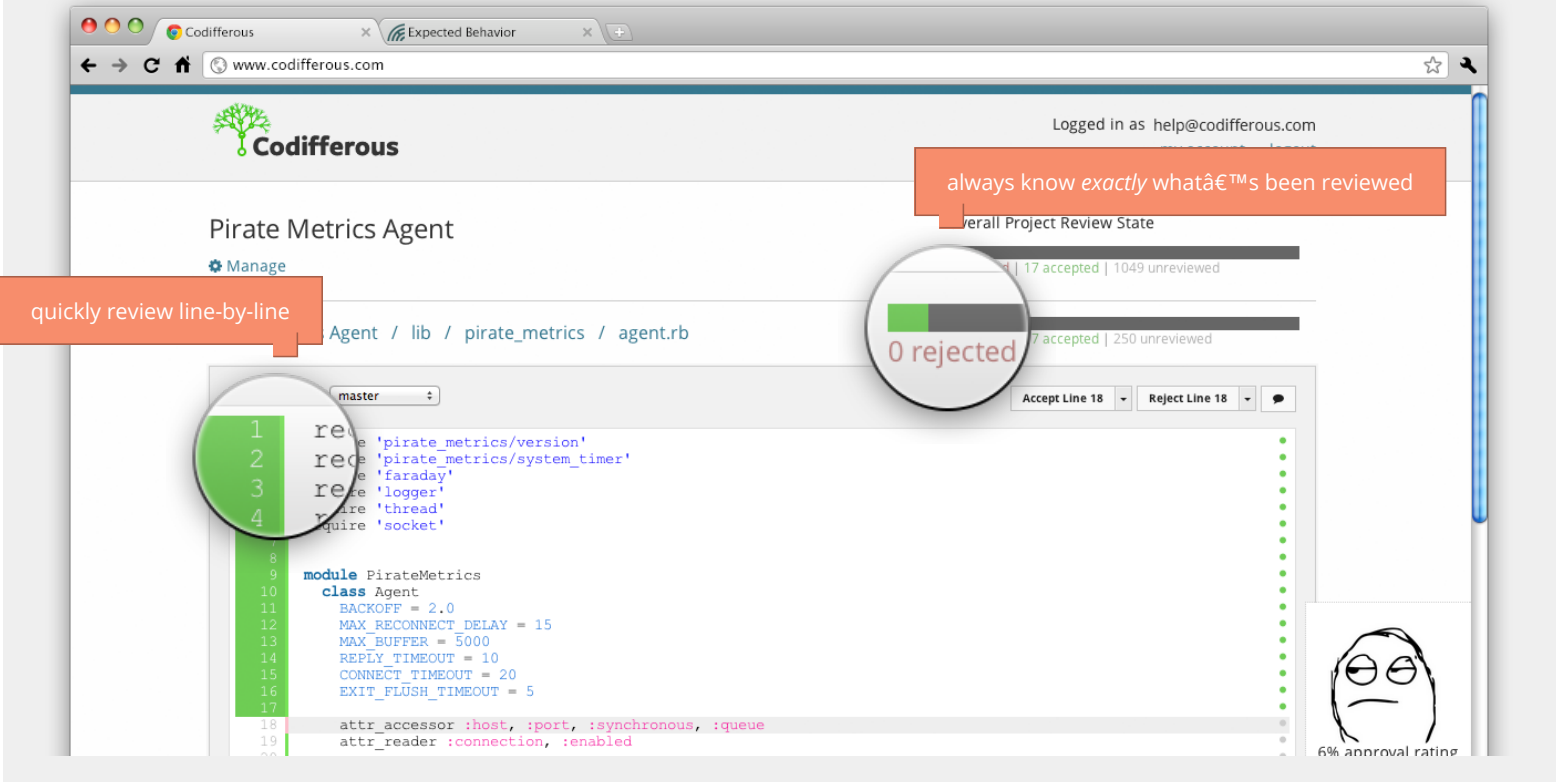 Codifferous
Expected Behavior
www.codifferous.com
Codifferous
Logged in as help@codifferous.com
always know exactly whatâ€™s been reviewed
Pirate Metrics Agent
Project Review State
Manage
| 17 accepted | 1049 unreviewed
quickly review line-by-line
Agent / lib / pirate_metrics / agent.rb
accepted | 250 unreviewed
0 rejected
master
Accept Line 18
Reject Line 18
1
2
3
4
'pirate_metrics/version'
'pirate_metrics/system_timer'
'faraday'
'logger'
'thread'
'socket'
7
8
9 module PirateMetrics
10 class Agent
11 BACKOFF = 2.0
12 MAX_RECONNECT_DELAY = 15
13 MAX_BUFFER = 5000
14 REPLY_TIMEOUT = 10
15 CONNECT_TIMEOUT = 20
16 EXIT_FLUSH_TIMEOUT = 5
17
18 attr_accessor :host, :port, :synchronous, :queue
19 attr_reader :connection, :enabled
6% approval rating